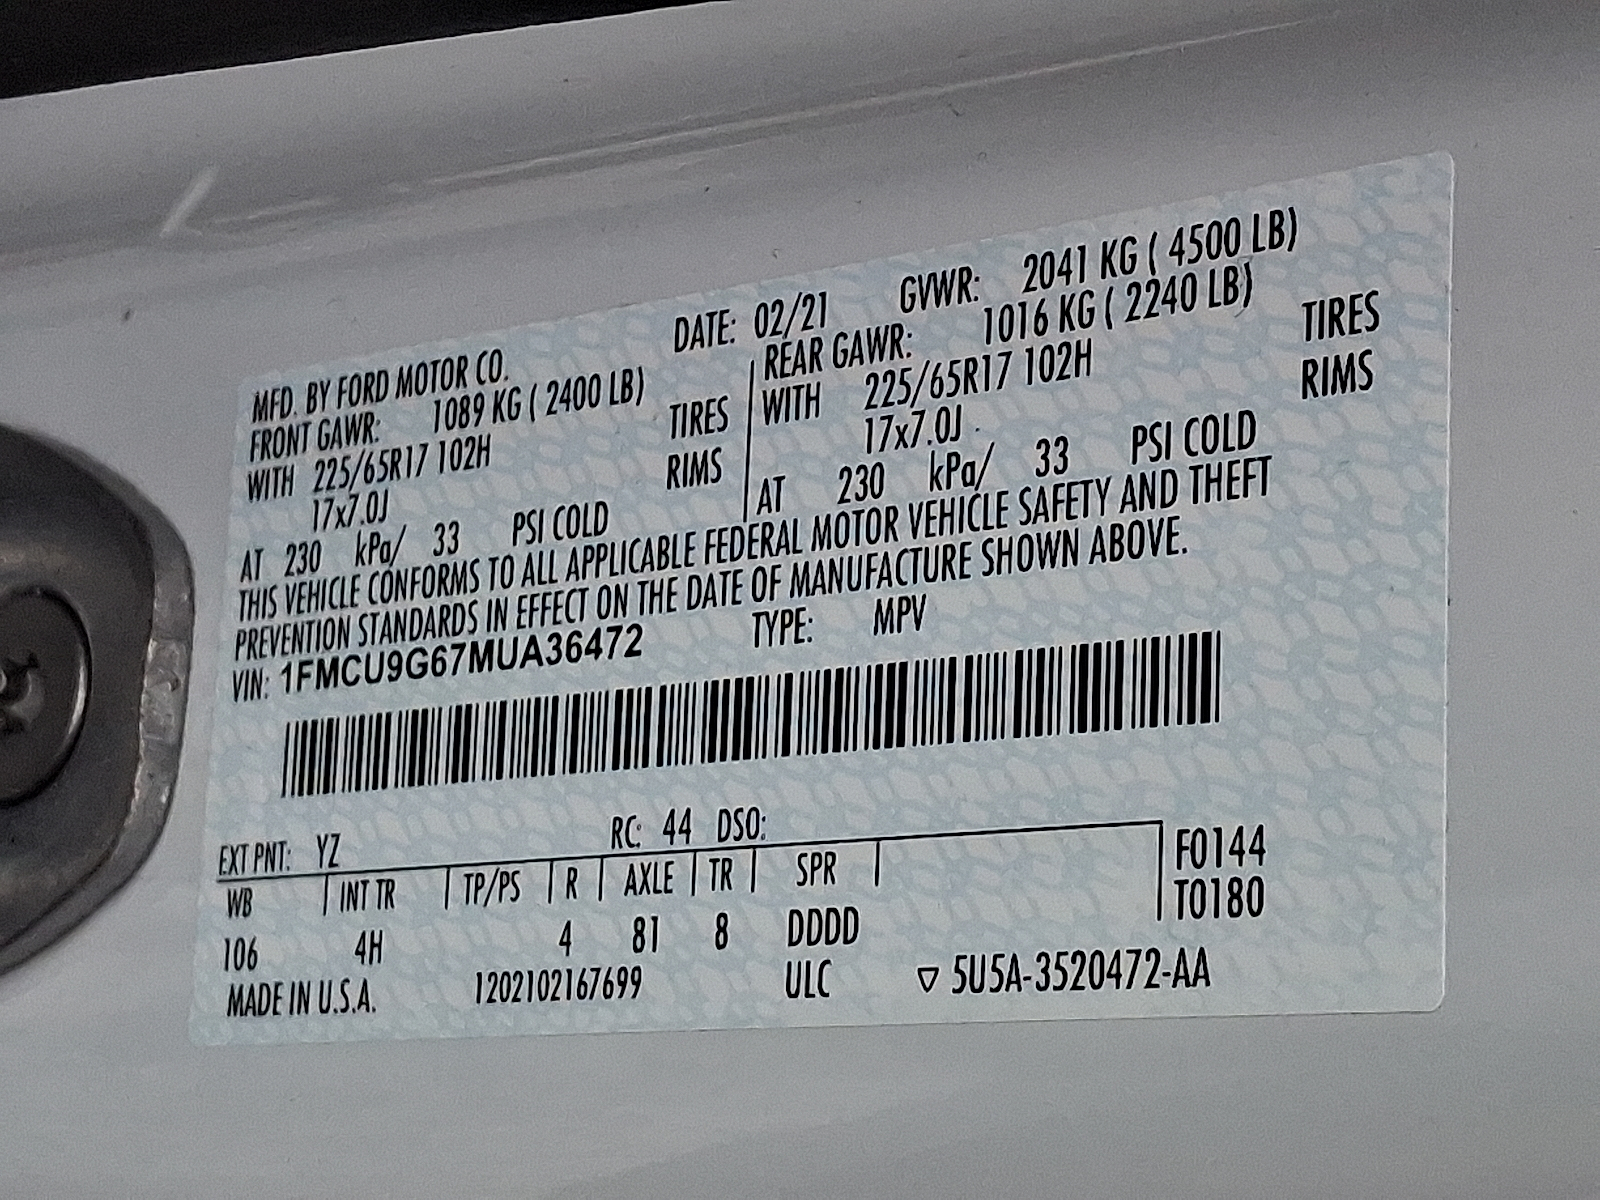 MFD. BY FORD MOTOR CO. DATE: 02/21 GVWR: 2041 KG ( 4500 LB)
FRONT GAWR: 1089 KG ( 2400 LB) REAR GAWR: 1016 KG ( 2240 LB)
WITH 225/65R17 102H TIRES WITH 225/65R17 102H TIRES
17x7.0J RIMS 17x7.0J RIMS
AT 230 kPa/ 33 PSI COLD AT 230 kPa/ 33 PSI COLD
THIS VEHICLE CONFORMS TO ALL APPLICABLE FEDERAL MOTOR VEHICLE SAFETY AND THEFT
PREVENTION STANDARDS IN EFFECT ON THE DATE OF MANUFACTURE SHOWN ABOVE.
VIN: 1FMCU9G67MUA36472 TYPE: MPV
EXT PNT: YZ RC: 44 DSO:
WB INT TR TP/PS R AXLE TR SPR F0144
106 4H 4 81 8 DDDD T0180
MADE IN U.S.A. 1202102167699 ULC ▽ 5U5A-3520472-AA